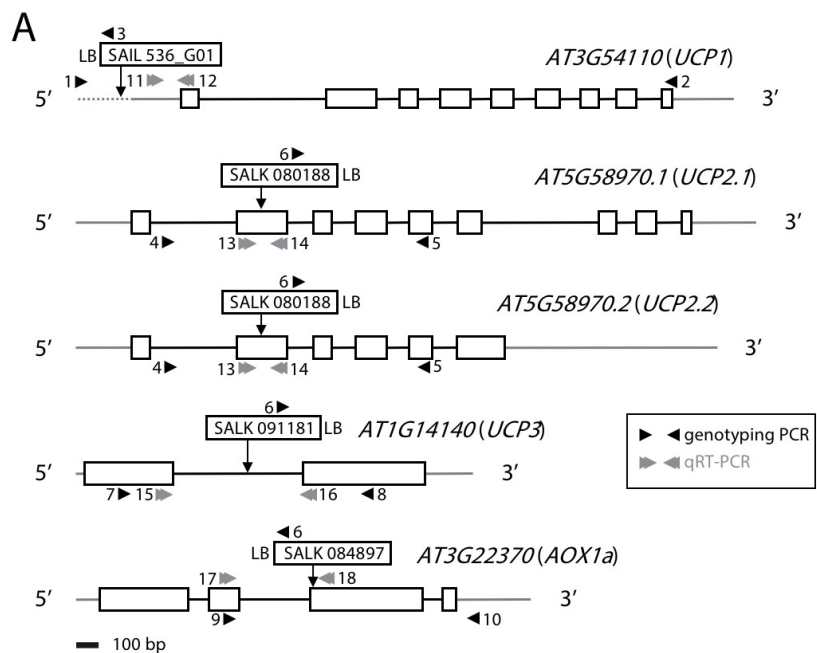 A
3
LB SAIL 536_G01
AT3G54110 (UCP1)
1 11 12 2
5′ 3′
6
SALK 080188 LB
AT5G58970.1 (UCP2.1)
5′ 3′
4 13 14 5
6
SALK 080188 LB
AT5G58970.2 (UCP2.2)
5′ 3′
4 13 14 5
6
SALK 091181 LB
AT1G14140 (UCP3)
5′ 3′
7 15 16 8
genotyping PCR
qRT-PCR
6
LB SALK 084897
AT3G22370 (AOX1a)
17 18
5′ 3′
9 10
100 bp